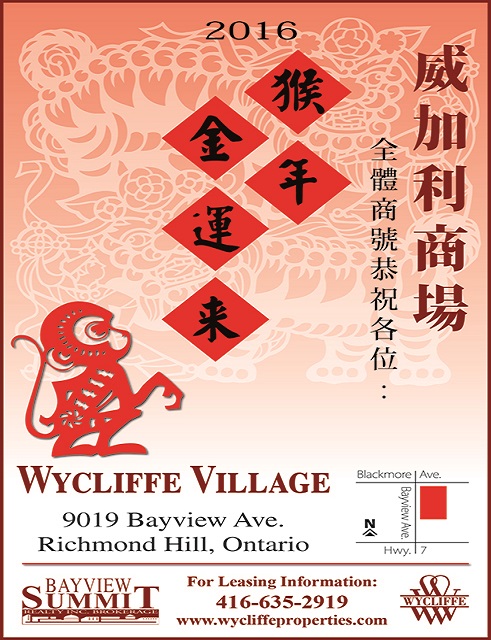 2016
威加利商場
全體商號恭祝各位：
猴年
金運来
WYCLIFFE VILLAGE
9019 Bayview Ave.
Richmond Hill, Ontario
Blackmore Ave.
Bayview Ave.
N
Hwy. 7
BAYVIEW
SUMMIT
REALTY INC. BROKERAGE
For Leasing Information:
416-635-2919
www.wycliffeproperties.com
WYCLIFFE